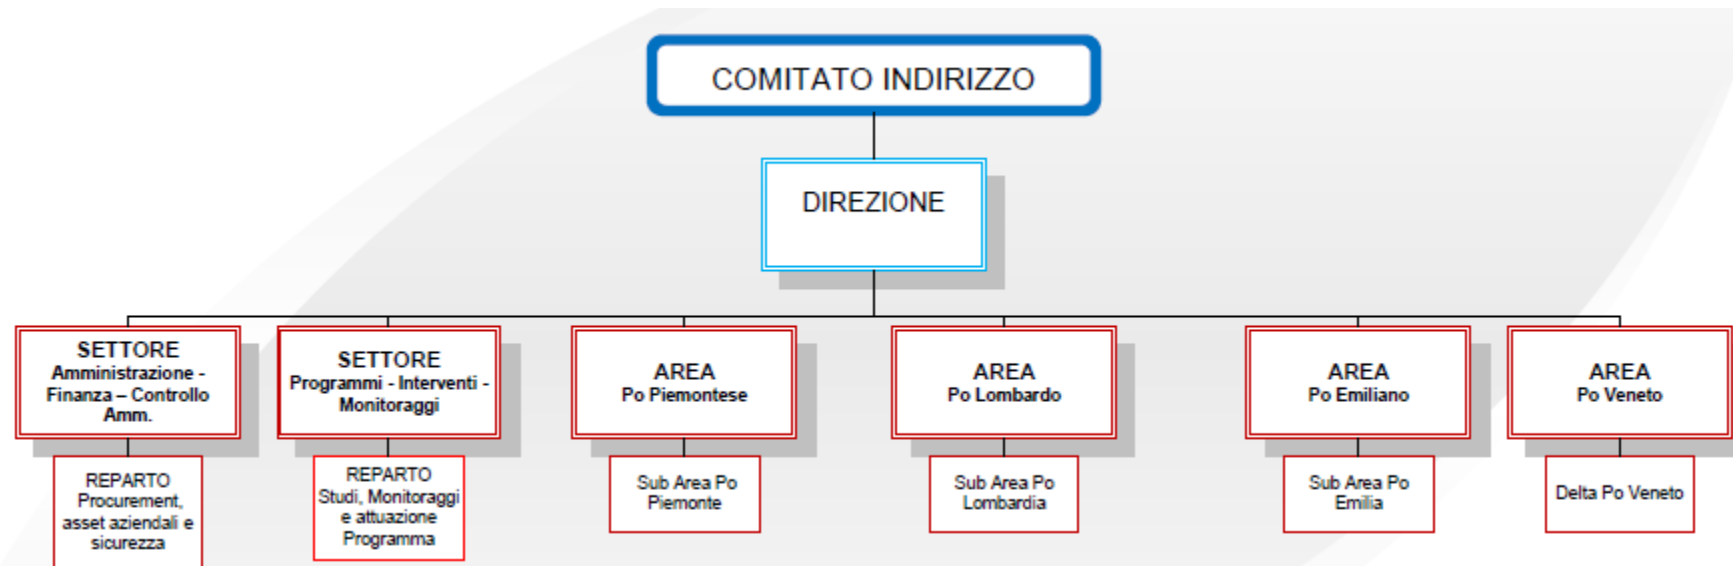 COMITATO INDIRIZZO
DIREZIONE
SETTORE
Amministrazione -
Finanza – Controllo
Amm.
SETTORE
Programmi - Interventi -
Monitoraggi
AREA
Po Piemontese
AREA
Po Lombardo
AREA
Po Emiliano
AREA
Po Veneto
REPARTO
Procurement,
asset aziendali e
sicurezza
REPARTO
Studi, Monitoraggi
e attuazione
Programma
Sub Area Po
Piemonte
Sub Area Po
Lombardia
Sub Area Po
Emilia
Delta Po Veneto